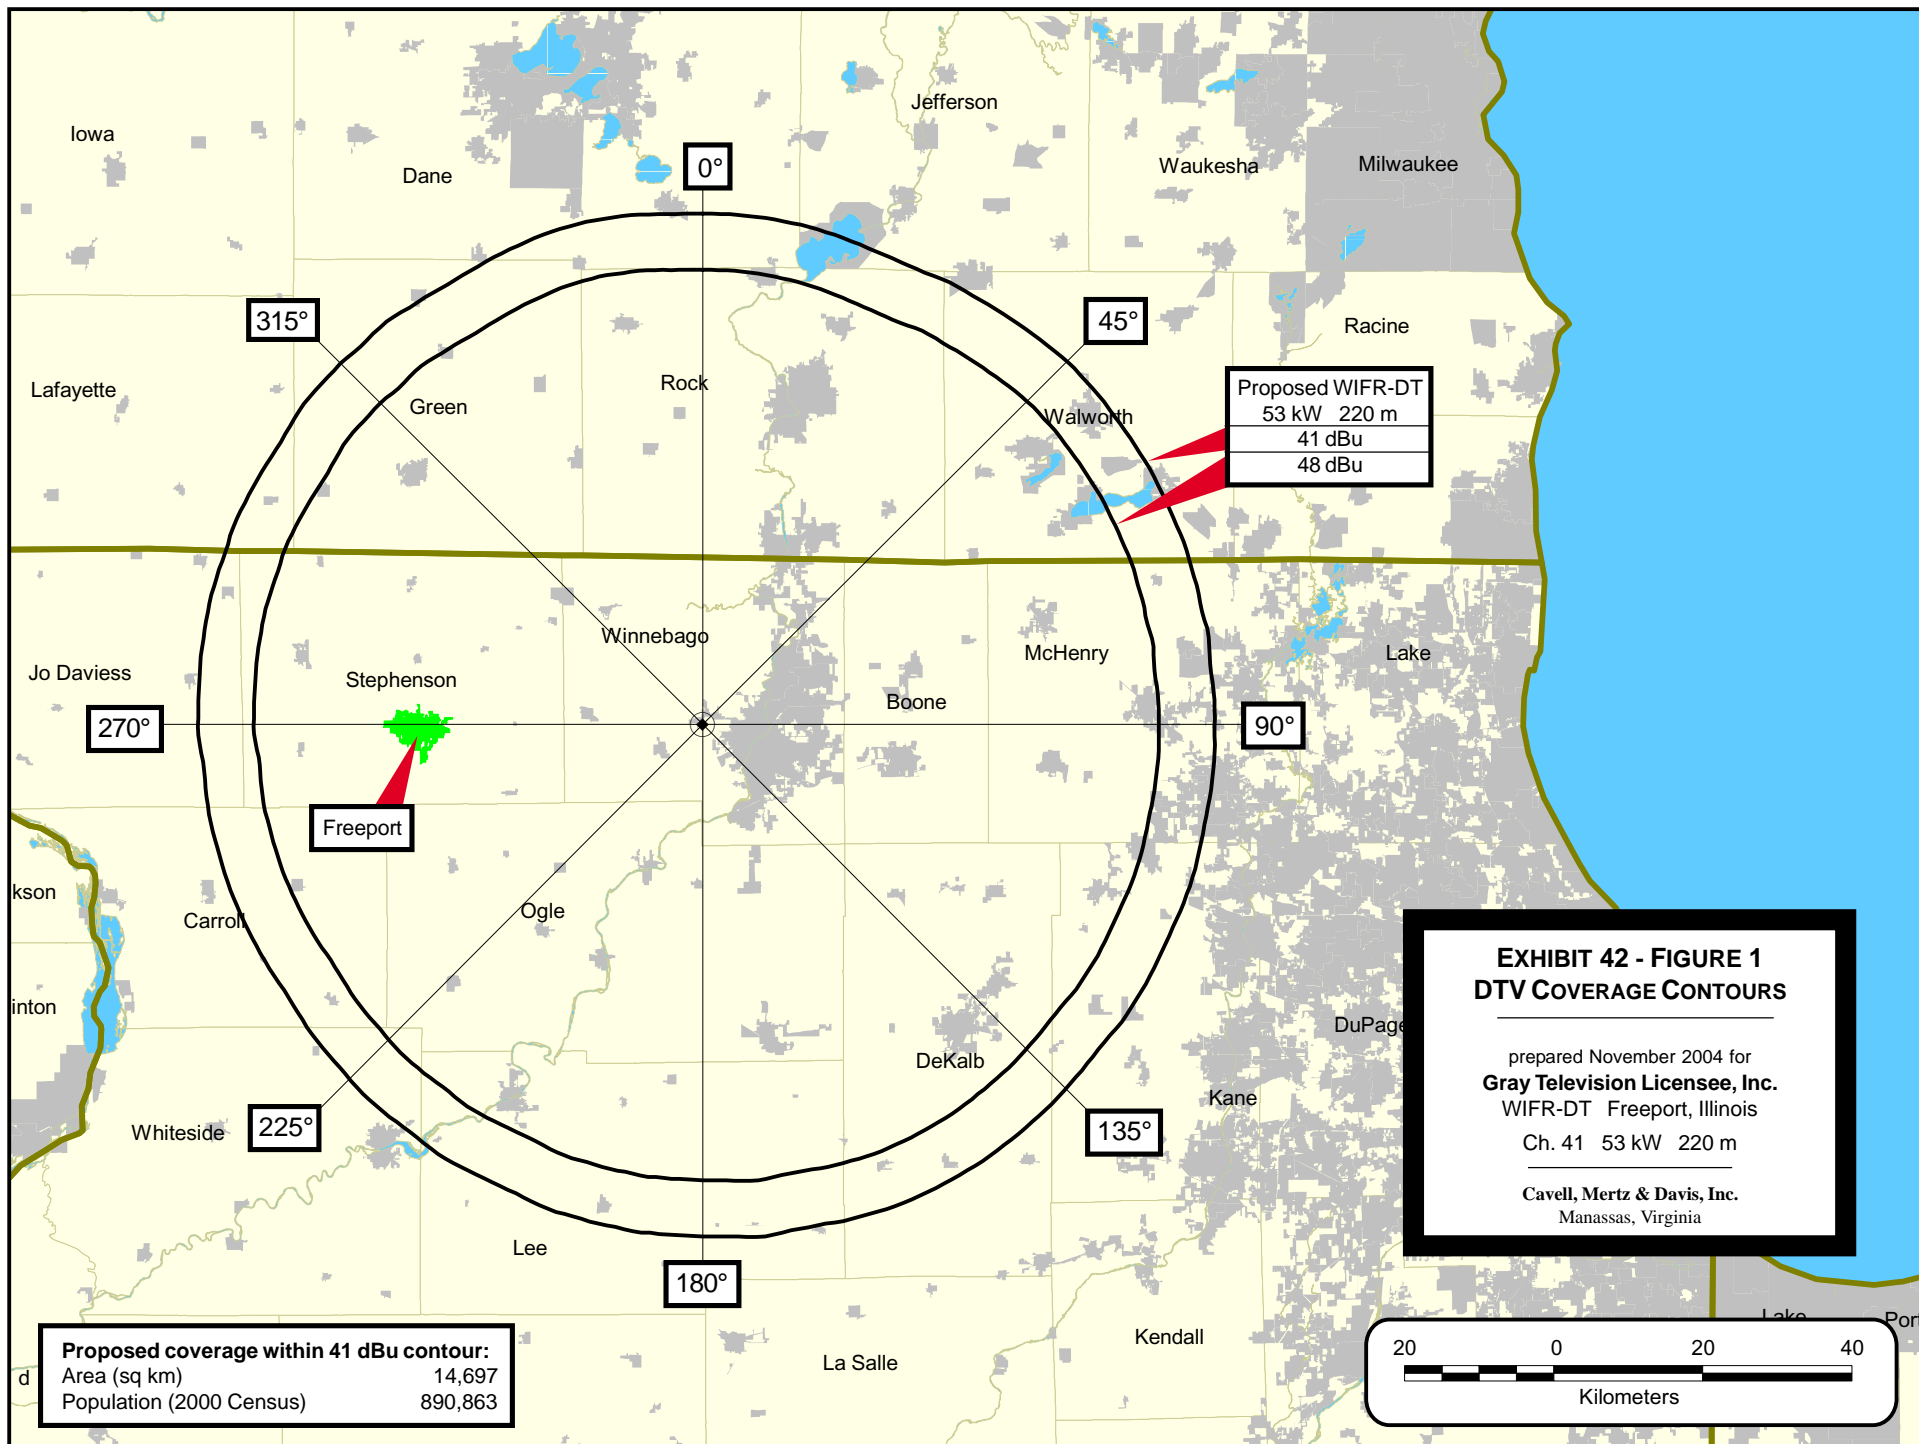 Iowa
Dane
Jefferson
Waukesha
Milwaukee
0°
315°
45°
Racine
Lafayette
Green
Rock
Walworth
Proposed WIFR-DT
53 kW 220 m
41 dBu
48 dBu
Jo Daviess
Stephenson
Winnebago
Boone
McHenry
Lake
270°
90°
Freeport
kson
Carroll
Ogle
inton
DeKalb
DuPage
Kane
Whiteside
225°
135°
Lee
180°
Kendall
La Salle
d
Lake
Port
EXHIBIT 42 - FIGURE 1
DTV COVERAGE CONTOURS
prepared November 2004 for
Gray Television Licensee, Inc.
WIFR-DT Freeport, Illinois
Ch. 41 53 kW 220 m
Cavell, Mertz & Davis, Inc.
Manassas, Virginia
Proposed coverage within 41 dBu contour:
Area (sq km) 14,697
Population (2000 Census) 890,863
20 0 20 40
Kilometers